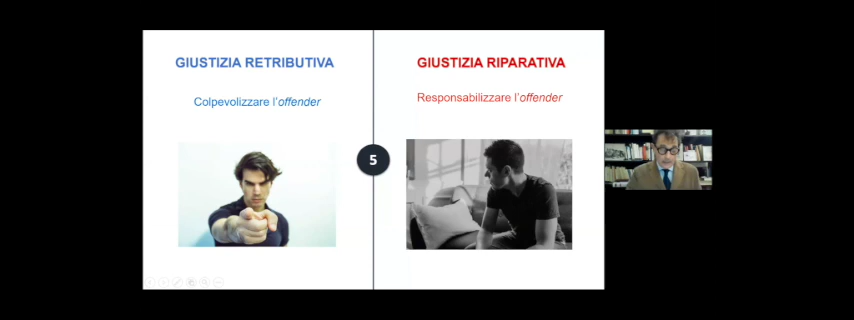 GIUSTIZIA RETRIBUTIVA
Colpevolizzare l'offender
5
GIUSTIZIA RIPARATIVA
Responsabilizzare l'offender